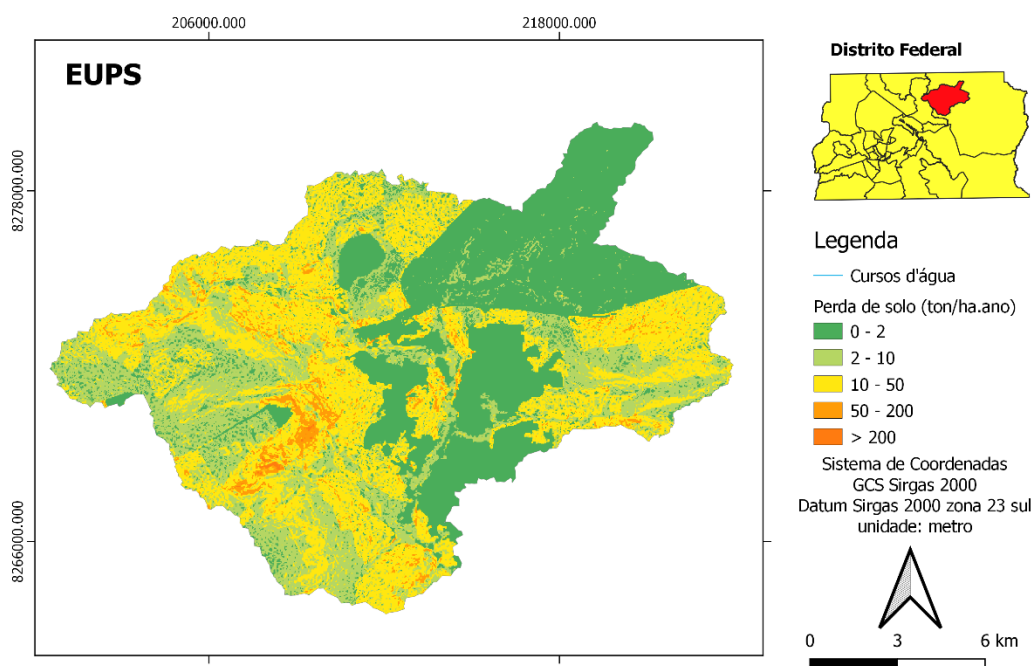 206000.000
218000.000
EUPS
8278000.000
8266000.000
Distrito Federal
Legenda
Cursos d'água
Perda de solo (ton/ha.ano)
0 - 2
2 - 10
10 - 50
50 - 200
> 200
Sistema de Coordenadas
GCS Sirgas 2000
Datum Sirgas 2000 zona 23 sul
unidade: metro
0 3 6 km